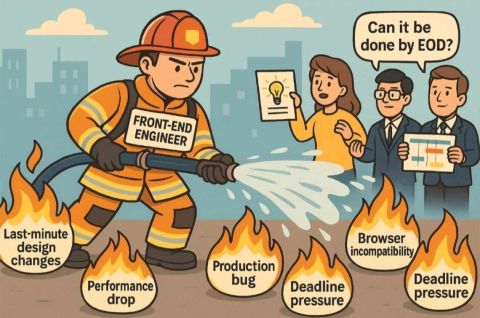 Can it be
done by EOD?
FRONT-END
ENGINEER
Last-minute
design
changes
Performance
drop
Production
bug
Deadline
pressure
Browser
incompatibility
Deadline
pressure